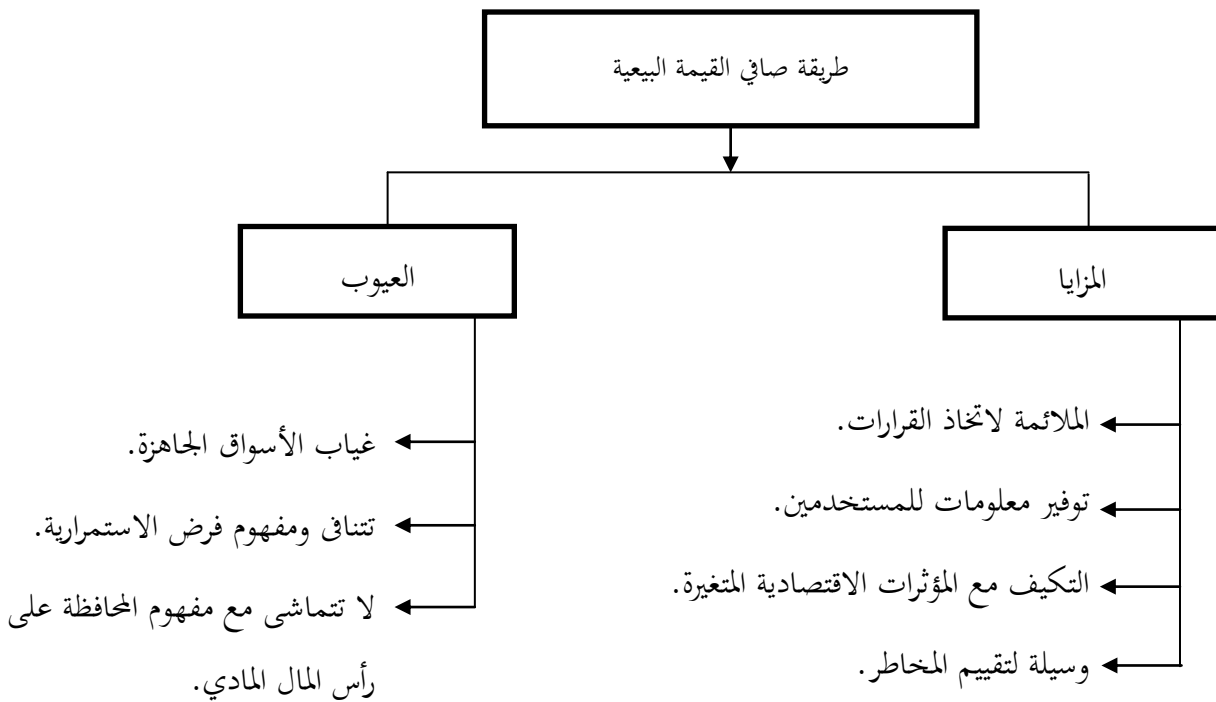 طريقة صافي القيمة البيعية
المزايا
الملائمة لاتخاذ القرارات.
توفير معلومات للمستخدمين.
التكيف مع المؤثرات الاقتصادية المتغيرة.
وسيلة لتقييم المخاطر.
العيوب
غياب الأسواق الجاهزة.
تتنافى ومفهوم فرض الاستمرارية.
لا تتماشى مع مفهوم المحافظة على
رأس المال المادي.